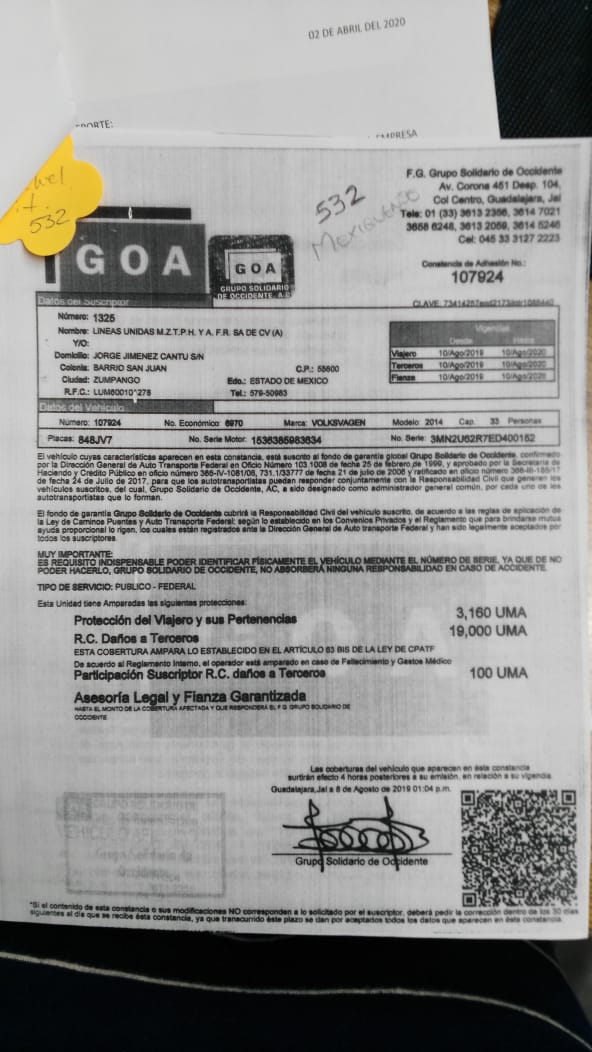 02 DE ABRIL DEL 2020
EMPRESA
532
532
F.G. Grupo Solidario de Occidente
Av. Corona 461 Desp. 104,
Col Centro, Guadalajara, Jal
Tels: 01 (33) 3613 2366, 3614 7021
3658 6248, 3613 2059, 3614 5246
Cel: 045 33 3127 2223
GOA
GOA
GRUPO SOLIDARIO
DE OCCIDENTE, A.C
Constancia de Adhesión No.:
107924
Datos del Suscriptor
CLAVE:
Número: 1325
Nombre: LINEAS UNIDAS M.Z.T.P.H. Y A. F.R. SA DE CV (A)
Y/O:
Domicilio: JORGE JIMENEZ CANTU S/N
Colonia: BARRIO SAN JUAN C.P.: 55600
Ciudad: ZUMPANGO Edo.: ESTADO DE MEXICO
R.F.C.: LUM60010^278 Tel.: 579-50983
Vigencias
Desde Hasta
Viajero 10/Ago/2019 10/Ago/2020
Terceros 10/Ago/2019 10/Ago/2020
Fianza 10/Ago/2019 10/Ago/2020
Datos del Vehículo
Número: 107924 No. Económico: 6970 Marca: VOLKSVAGEN Modelo: 2014 Cap. 33 Personas
Placas: 848JV7 No. Serie Motor: 1536385983634 No. Serie: 3MN2U62R7ED400152
El vehículo cuyas características aparecen en esta constancia, está suscrito al fondo de garantía global Grupo Solidario de Occidente, confirmado
por la Dirección General de Auto Transporte Federal en Oficio Número 103.1008 de fecha 25 de febrero de 1999, y aprobado por la Secretaría de
Hacienda y Crédito Publico en oficio número 366-IV-1081/06, 731.1/33777 de fecha 21 de julio de 2006 y ratificado en oficio número 366-III-185/17
de fecha 24 de Julio de 2017, para que los autotransportistas puedan responder conjuntamente con la Responsabilidad Civil que generen los
vehículos suscritos, del cual, Grupo Solidario de Occidente, AC, a sido designado como administrador general común, por cada uno de los
autotransportistas que lo forman.
El fondo de garantía Grupo Solidario de Occidente cubrirá la Responsabilidad Civil del vehículo suscrito, de acuerdo a las reglas de aplicación de
la Ley de Caminos Puentes y Auto Transporte Federal; según lo establecido en los Convenios Privados y el Reglamento que para brindarse mutua
ayuda proporcional lo rigen, los cuales están registrados ante la Dirección General de Auto transporte Federal y han sido legalmente aceptados por
todos los suscriptores.
MUY IMPORTANTE:
ES REQUISITO INDISPENSABLE PODER IDENTIFICAR FÍSICAMENTE EL VEHÍCULO MEDIANTE EL NÚMERO DE SERIE, YA QUE DE NO
PODER HACERLO, GRUPO SOLIDARIO DE OCCIDENTE, NO ABSORBERÁ NINGUNA RESPONSABILIDAD EN CASO DE ACCIDENTE.
TIPO DE SERVICIO: PUBLICO - FEDERAL
Esta Unidad tiene Amparadas las siguientes protecciones:
Protección del Viajero y sus Pertenencias 3,160 UMA
R.C. Daños a Terceros 19,000 UMA
ESTA COBERTURA AMPARA LO ESTABLECIDO EN EL ARTÍCULO 63 BIS DE LA LEY DE CPATF
De acuerdo al Reglamento Interno, el operador está amparado en caso de Fallecimiento y Gastos Médico
Participación Suscriptor R.C. daños a Terceros 100 UMA
Asesoría Legal y Fianza Garantizada
HASTA EL MONTO DE LA COBERTURA AFECTADA Y QUE RESPONDERÁ EL F.G. GRUPO SOLIDARIO DE
OCCIDENTE
Las coberturas del vehículo que aparecen en ésta constancia
surtirán efecto 4 horas posteriores a su emisión, en relación a su vigencia
Guadalajara,Jal a 8 de Agosto de 2019 01:04 p.m.
Grupo Solidario de Occidente
*Si el contenido de esta constancia o sus modificaciones NO corresponden a lo solicitado por el suscriptor, deberá pedir la corrección dentro de los 30 días
siguientes al día que se recibe ésta constancia, ya que transcurrido éste plazo se dan por aceptados todos los datos que aparecen en ésta constancia.